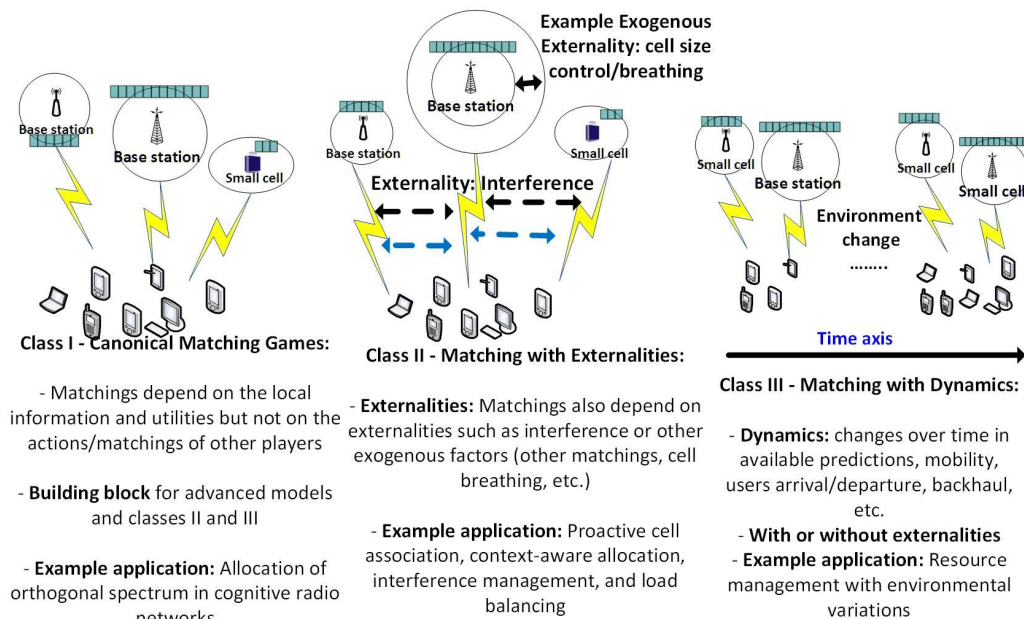 Base station
Base station
Small cell
Class I - Canonical Matching Games:
- Matchings depend on the local
information and utilities but not on the
actions/matchings of other players
- Building block for advanced models
and classes II and III
- Example application: Allocation of
orthogonal spectrum in cognitive radio
networks
Example Exogenous
Externality: cell size
control/breathing
Base station
Base station
Small cell
Externality: Interference
Class II - Matching with Externalities:
- Externalities: Matchings also depend on
externalities such as interference or other
exogenous factors (other matchings, cell
breathing, etc.)
- Example application: Proactive cell
association, context-aware allocation,
interference management, and load
balancing
Small cell
Base station
Small cell
Small cell
Environment
change
........
Time axis
Class III - Matching with Dynamics:
- Dynamics: changes over time in
available predictions, mobility,
users arrival/departure, backhaul,
etc.
- With or without externalities
- Example application: Resource
management with environmental
variations